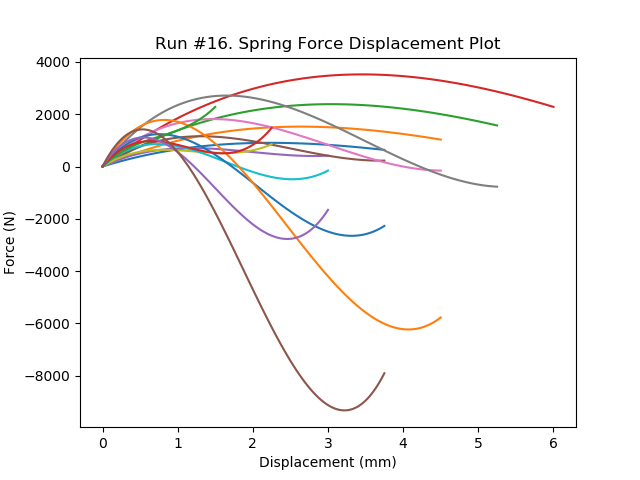 Run #16. Spring Force Displacement Plot
4000
2000
0
−2000
−4000
−6000
−8000
Force (N)
0 1 2 3 4 5 6
Displacement (mm)